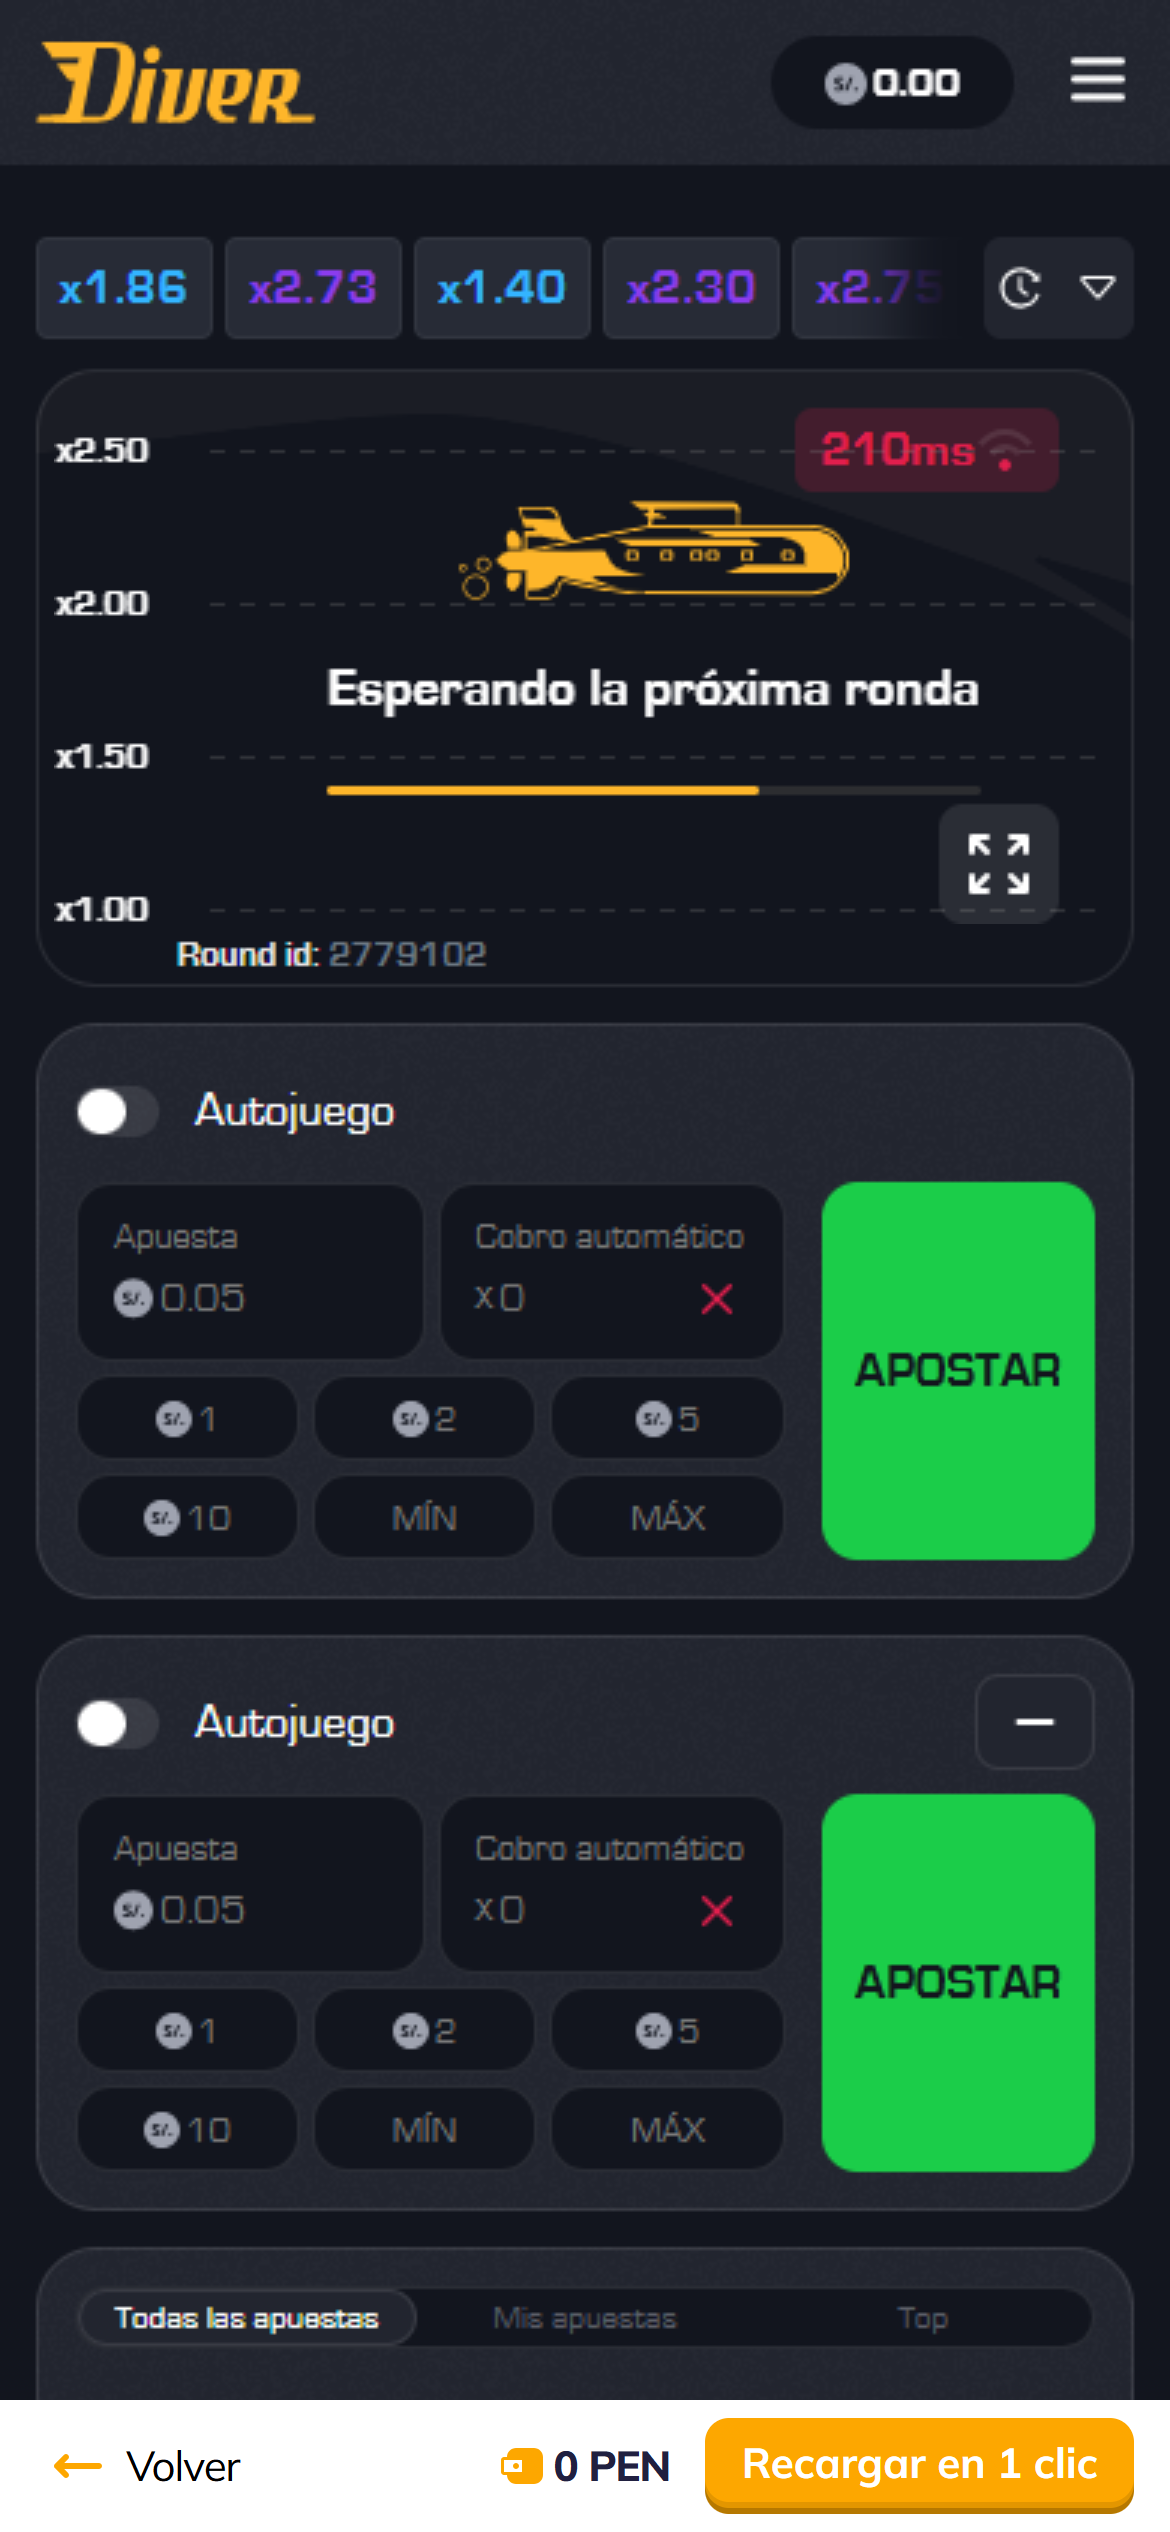 Diver
S/. 0.00
x1.86 x2.73 x1.40 x2.30 x2.75
x2.50
210ms
x2.00
Esperando la próxima ronda
x1.50
x1.00
Round id: 2779102
Autojuego
Apuesta
S/. 0.05
Cobro automático
x0
APOSTAR
S/. 1 S/. 2 S/. 5
S/. 10 MÍN MÁX
Autojuego
Apuesta
S/. 0.05
Cobro automático
x0
APOSTAR
S/. 1 S/. 2 S/. 5
S/. 10 MÍN MÁX
Todas las apuestas Mis apuestas Top
Volver 0 PEN Recargar en 1 clic